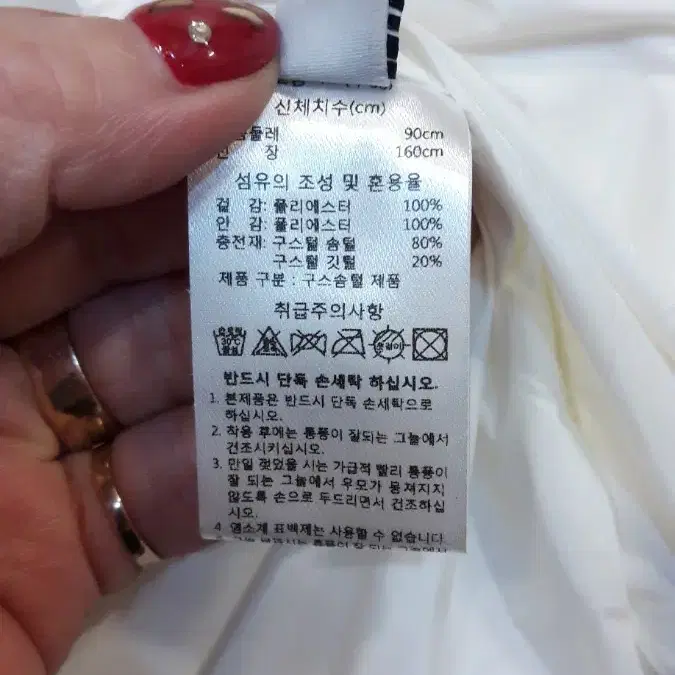 신체치수(cm)
90cm
장 160cm
섬유의 조성 및 혼용율
겉 감: 폴리에스터 100%
안 감: 폴리에스터 100%
충전재: 구스털 솜털 80%
구스털 깃털 20%
제품 구분 : 구스솜털 제품
취급주의사항
30℃
반드시 단독 손세탁 하십시오.
1. 본제품은 반드시 단독 손세탁으로
하십시오.
2. 착용 후에는 통풍이 잘되는 그늘에서
건조시키십시오.
3. 만일 젖었을 시는 가급적 빨리 통풍이
잘 되는 그늘에서 우모가 뭉쳐지지
않도록 손으로 두드리면서 건조하십
시오.
4. 염소제 표백제는 사용할 수 없습니다